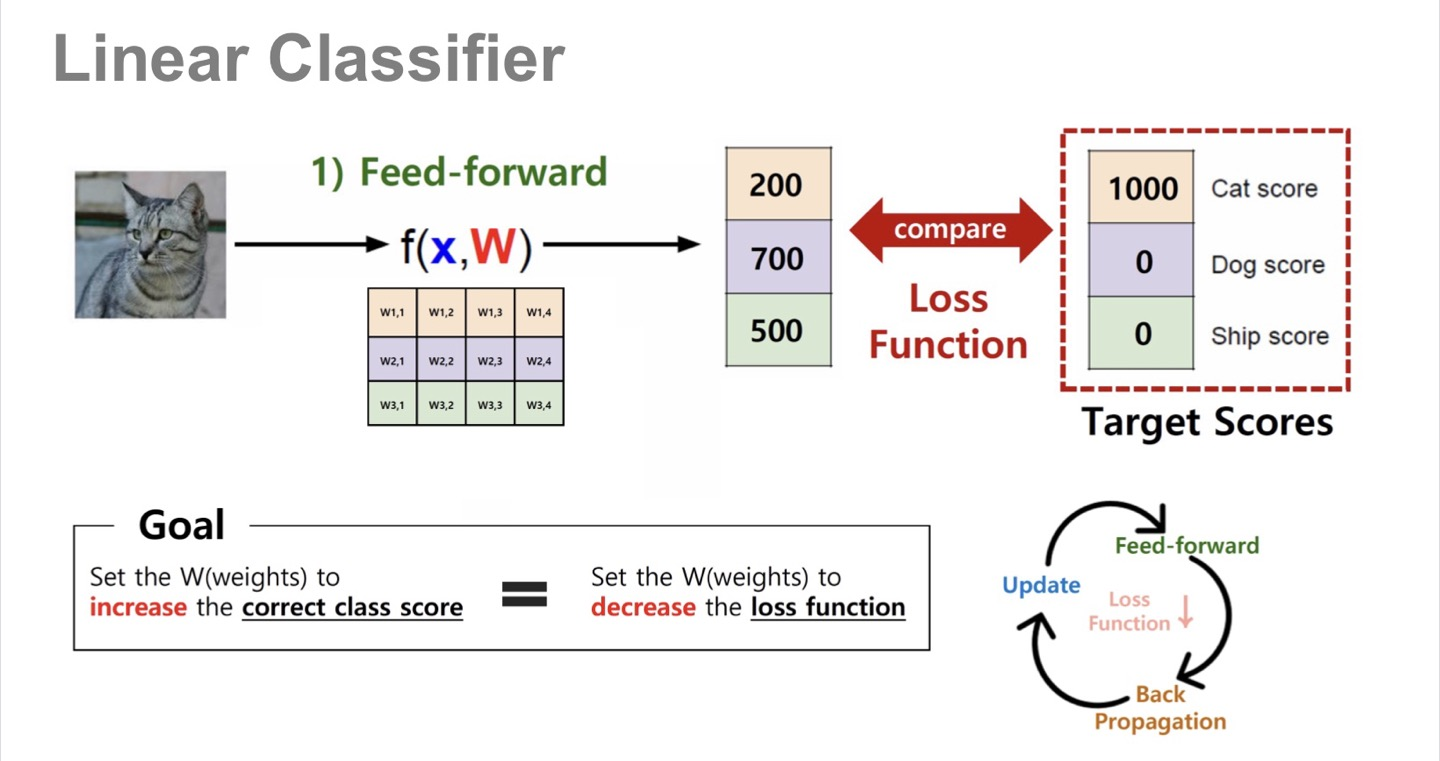 Linear Classifier
1) Feed-forward
f(x,W)
W1,1 W1,2 W1,3 W1,4
W2,1 W2,2 W2,3 W2,4
W3,1 W3,2 W3,3 W3,4
200
700
500
compare
Loss
Function
1000 Cat score
0 Dog score
0 Ship score
Target Scores
Goal
Set the W(weights) to
increase the correct class score
=
Set the W(weights) to
decrease the loss function
Feed-forward
Update
Loss
Function ↓
Back
Propagation